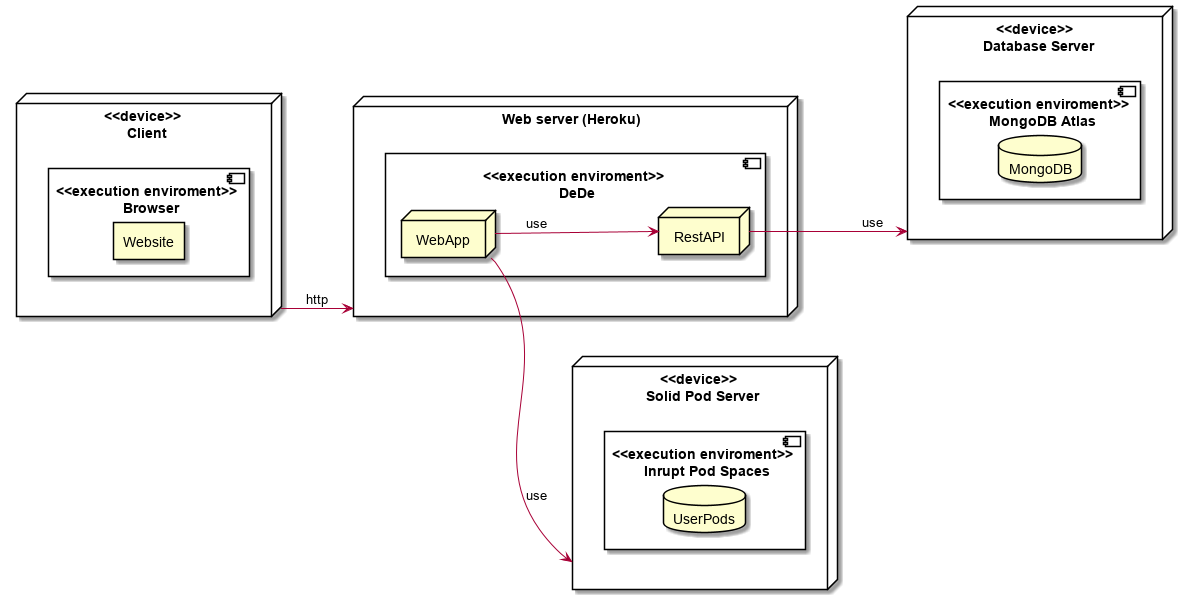 <<device>>
Client
<<execution enviroment>>
Browser
Website
http
Web server (Heroku)
<<execution enviroment>>
DeDe
WebApp
use
RestAPI
use
<<device>>
Database Server
<<execution enviroment>>
MongoDB Atlas
MongoDB
use
<<device>>
Solid Pod Server
<<execution enviroment>>
Inrupt Pod Spaces
UserPods